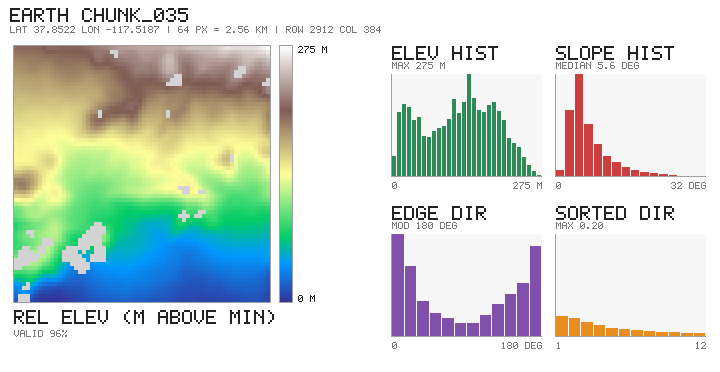 EARTH CHUNK_035
LAT 37.8522 LON -117.5187 | 64 PX = 2.56 KM | ROW 2912 COL 384
275 M
0 M
REL ELEV (M ABOVE MIN)
VALID 96%
ELEV HIST
MAX 275 M
0 275 M
SLOPE HIST
MEDIAN 5.6 DEG
0 32 DEG
EDGE DIR
MOD 180 DEG
0 180 DEG
SORTED DIR
MAX 0.20
1 12